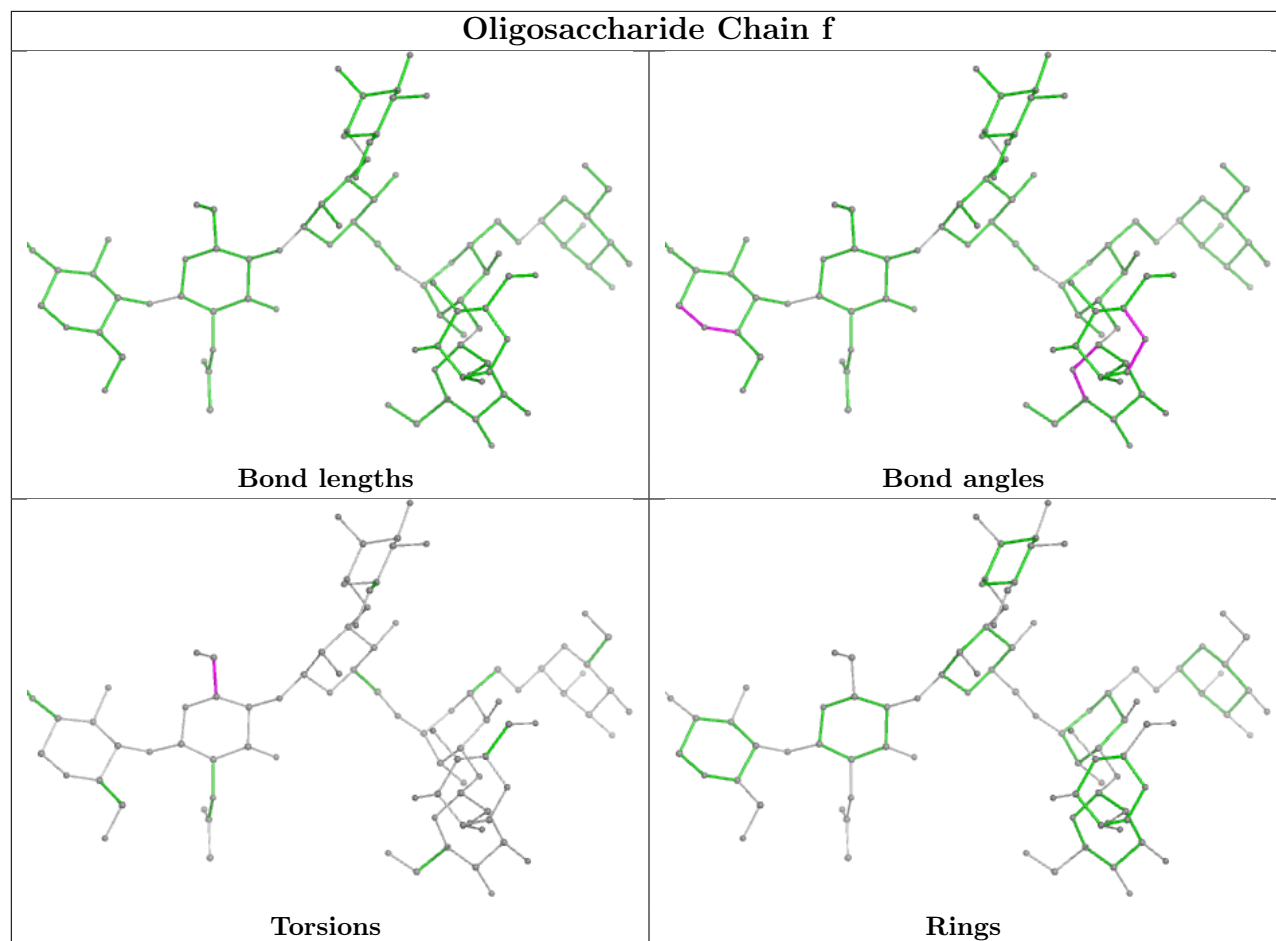 Oligosaccharide Chain f
Bond lengths
Bond angles
Torsions
Rings